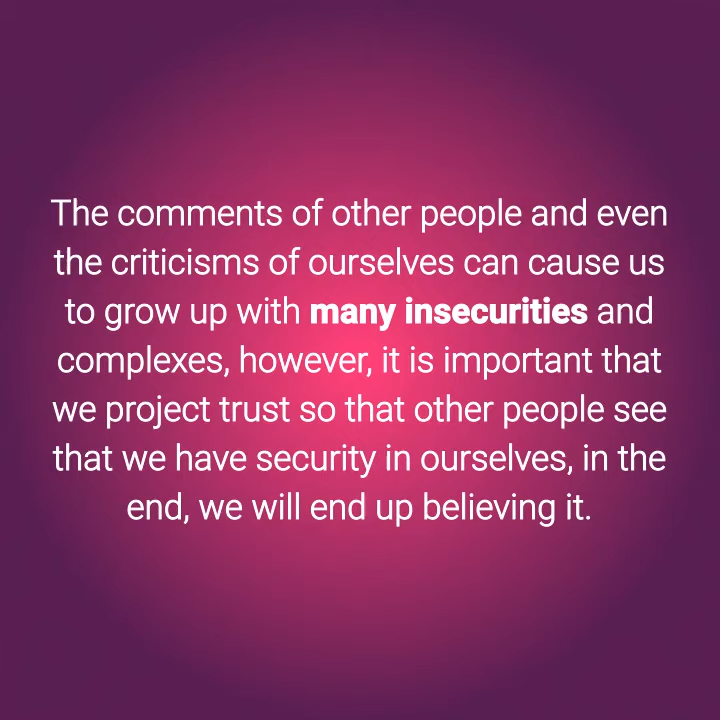 The comments of other people and even
the criticisms of ourselves can cause us
to grow up with many insecurities and
complexes, however, it is important that
we project trust so that other people see
that we have security in ourselves, in the
end, we will end up believing it.